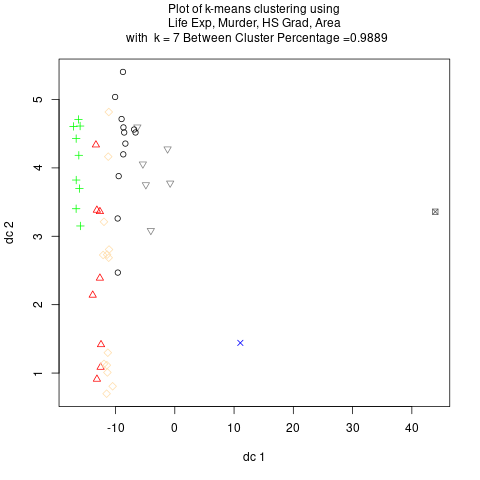 Plot of k-means clustering using
Life Exp, Murder, HS Grad, Area
with  k = 7 Between Cluster Percentage =0.9889
5
4
3
2
1
dc 2
-10 0 10 20 30 40
dc 1